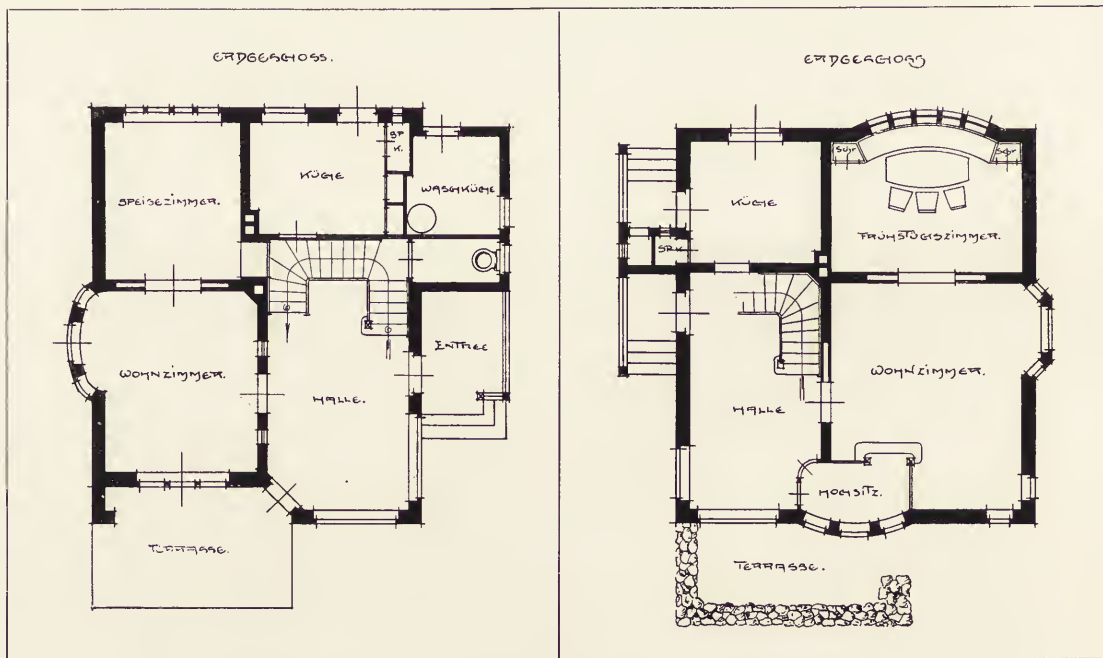 ERDGESCHOSS.
SPEISEZIMMER.
KÜCHE
SP.
K.
WASCHKÜCHE
WOHNZIMMER.
HALLE.
ENTREE
TERRASSE.
ERDGESCHOSS
KÜCHE
SP.K.
Schr
Schr
FRÜHSTÜCKSZIMMER.
WOHNZIMMER.
HALLE
HOCHSITZ.
TERRASSE.